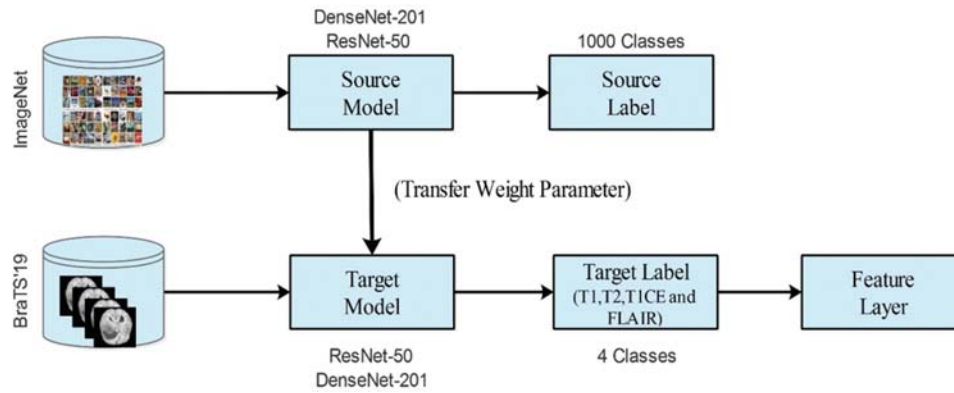 DenseNet-201
ResNet-50
1000 Classes
ImageNet
Source
Model
Source
Label
(Transfer Weight Parameter)
BraTS'19
Target
Model
Target Label
(T1,T2,T1CE and
FLAIR)
Feature
Layer
ResNet-50
DenseNet-201
4 Classes